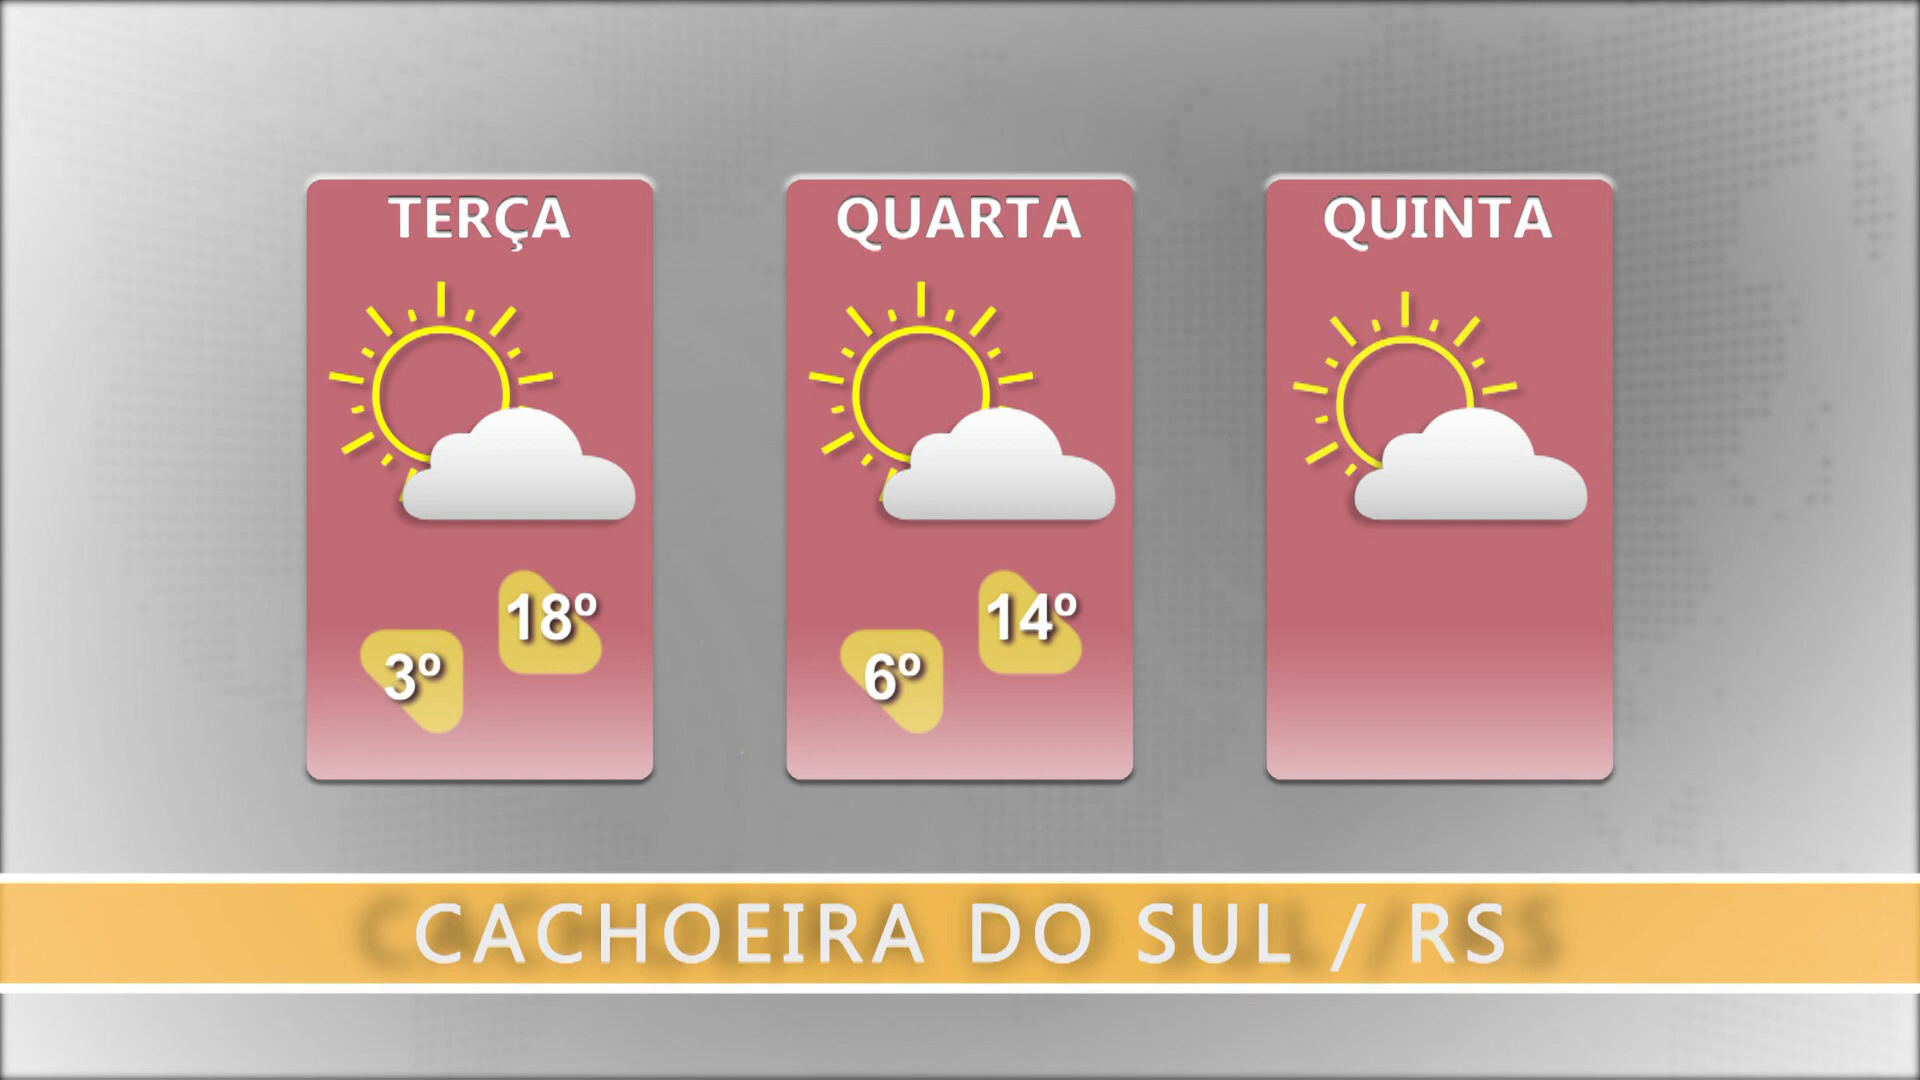 TERÇA
18º
3º
QUARTA
14º
6º
QUINTA
CACHOEIRA DO SUL / RS